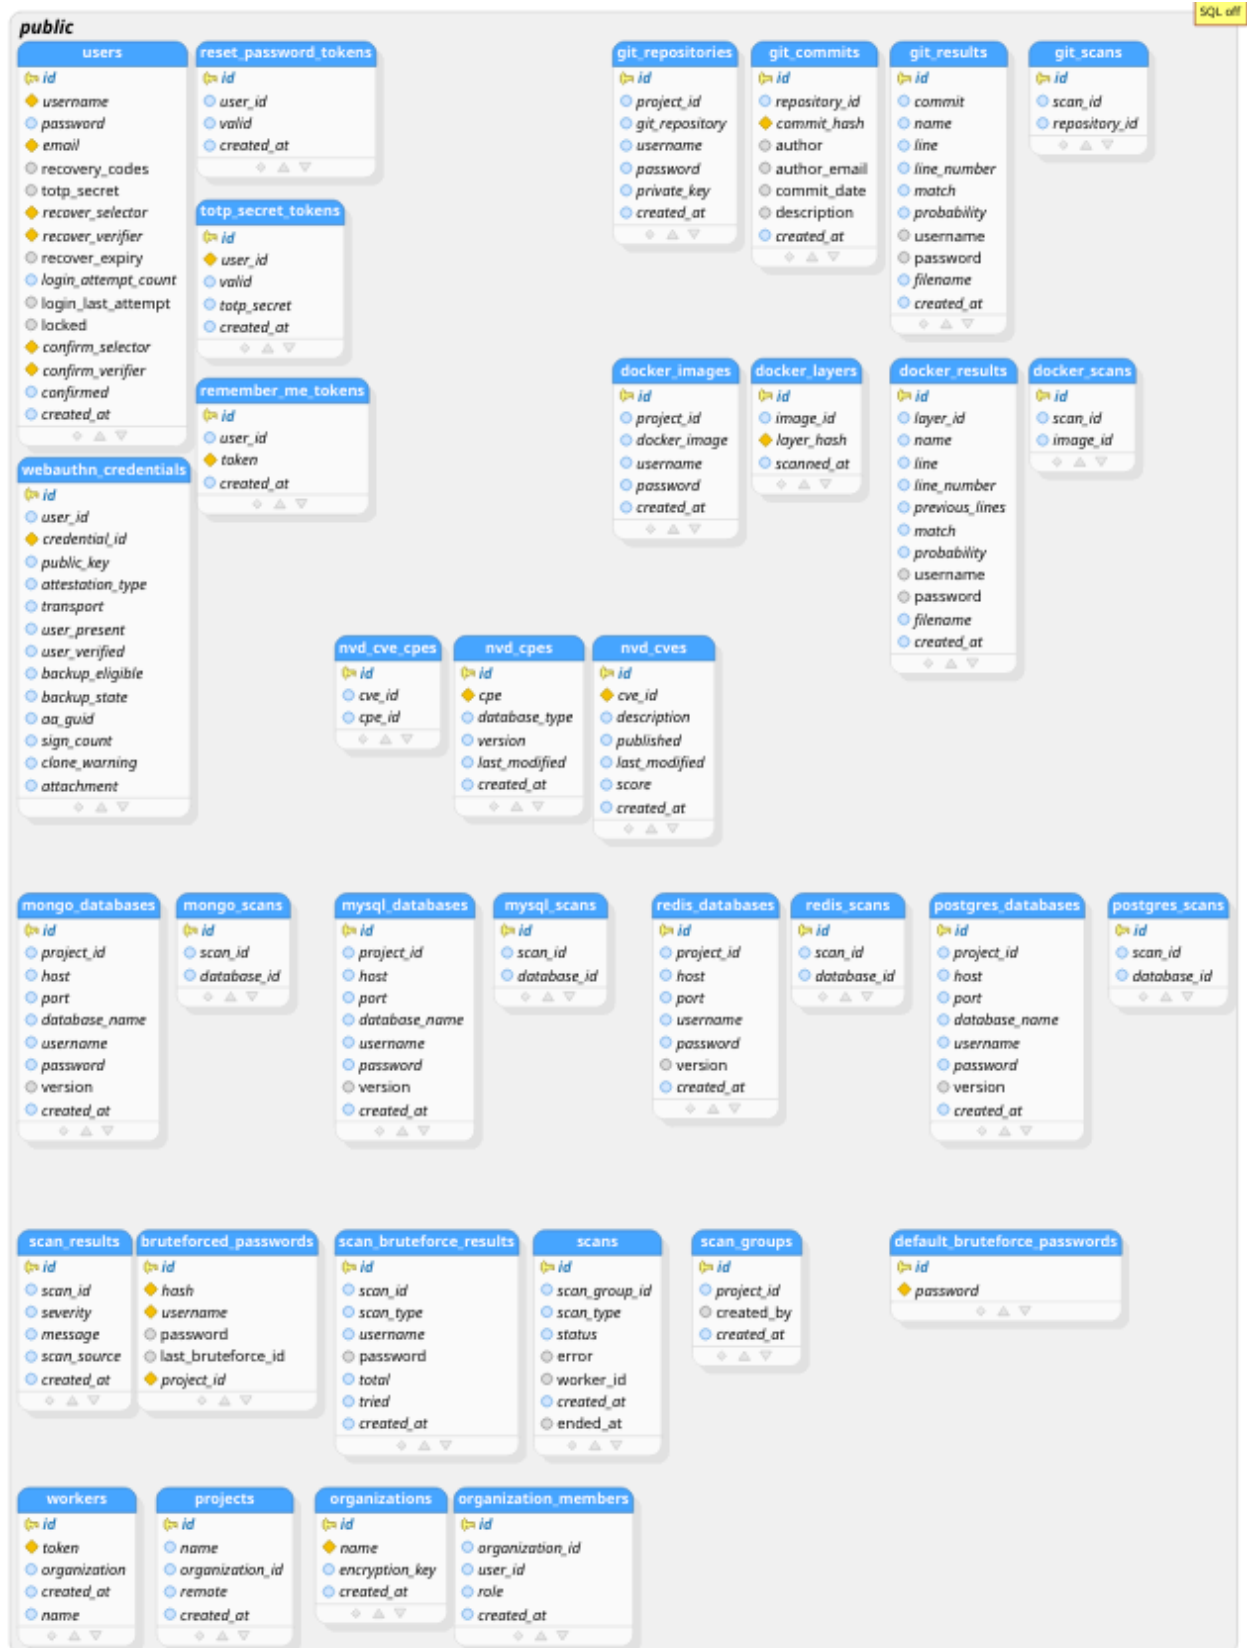 SQL off
public
users
id
username
password
email
recovery_codes
totp_secret
recover_selector
recover_verifier
recover_expiry
login_attempt_count
login_last_attempt
locked
confirm_selector
confirm_verifier
confirmed
created_at
reset_password_tokens
id
user_id
valid
created_at
totp_secret_tokens
id
user_id
valid
totp_secret
created_at
remember_me_tokens
id
user_id
token
created_at
webauthn_credentials
id
user_id
credential_id
public_key
attestation_type
transport
user_present
user_verified
backup_eligible
backup_state
aa_guid
sign_count
clone_warning
attachment
git_repositories
id
project_id
git_repository
username
password
private_key
created_at
git_commits
id
repository_id
commit_hash
author
author_email
commit_date
description
created_at
git_results
id
commit
name
line
line_number
match
probability
username
password
filename
created_at
git_scans
id
scan_id
repository_id
docker_images
id
project_id
docker_image
username
password
created_at
docker_layers
id
image_id
layer_hash
scanned_at
docker_results
id
layer_id
name
line
line_number
previous_lines
match
probability
username
password
filename
created_at
docker_scans
id
scan_id
image_id
nvd_cve_cpes
id
cve_id
cpe_id
nvd_cpes
id
cpe
database_type
version
last_modified
created_at
nvd_cves
id
cve_id
description
published
last_modified
score
created_at
mongo_databases
id
project_id
host
port
database_name
username
password
version
created_at
mongo_scans
id
scan_id
database_id
mysql_databases
id
project_id
host
port
database_name
username
password
version
created_at
mysql_scans
id
scan_id
database_id
redis_databases
id
project_id
host
port
username
password
version
created_at
redis_scans
id
scan_id
database_id
postgres_databases
id
project_id
host
port
database_name
username
password
version
created_at
postgres_scans
id
scan_id
database_id
scan_results
id
scan_id
severity
message
scan_source
created_at
bruteforced_passwords
id
hash
username
password
last_bruteforce_id
project_id
scan_bruteforce_results
id
scan_id
scan_type
username
password
total
tried
created_at
scans
id
scan_group_id
scan_type
status
error
worker_id
created_at
ended_at
scan_groups
id
project_id
created_by
created_at
default_bruteforce_passwords
id
password
workers
id
token
organization
created_at
name
projects
id
name
organization_id
remote
created_at
organizations
id
name
encryption_key
created_at
organization_members
id
organization_id
user_id
role
created_at